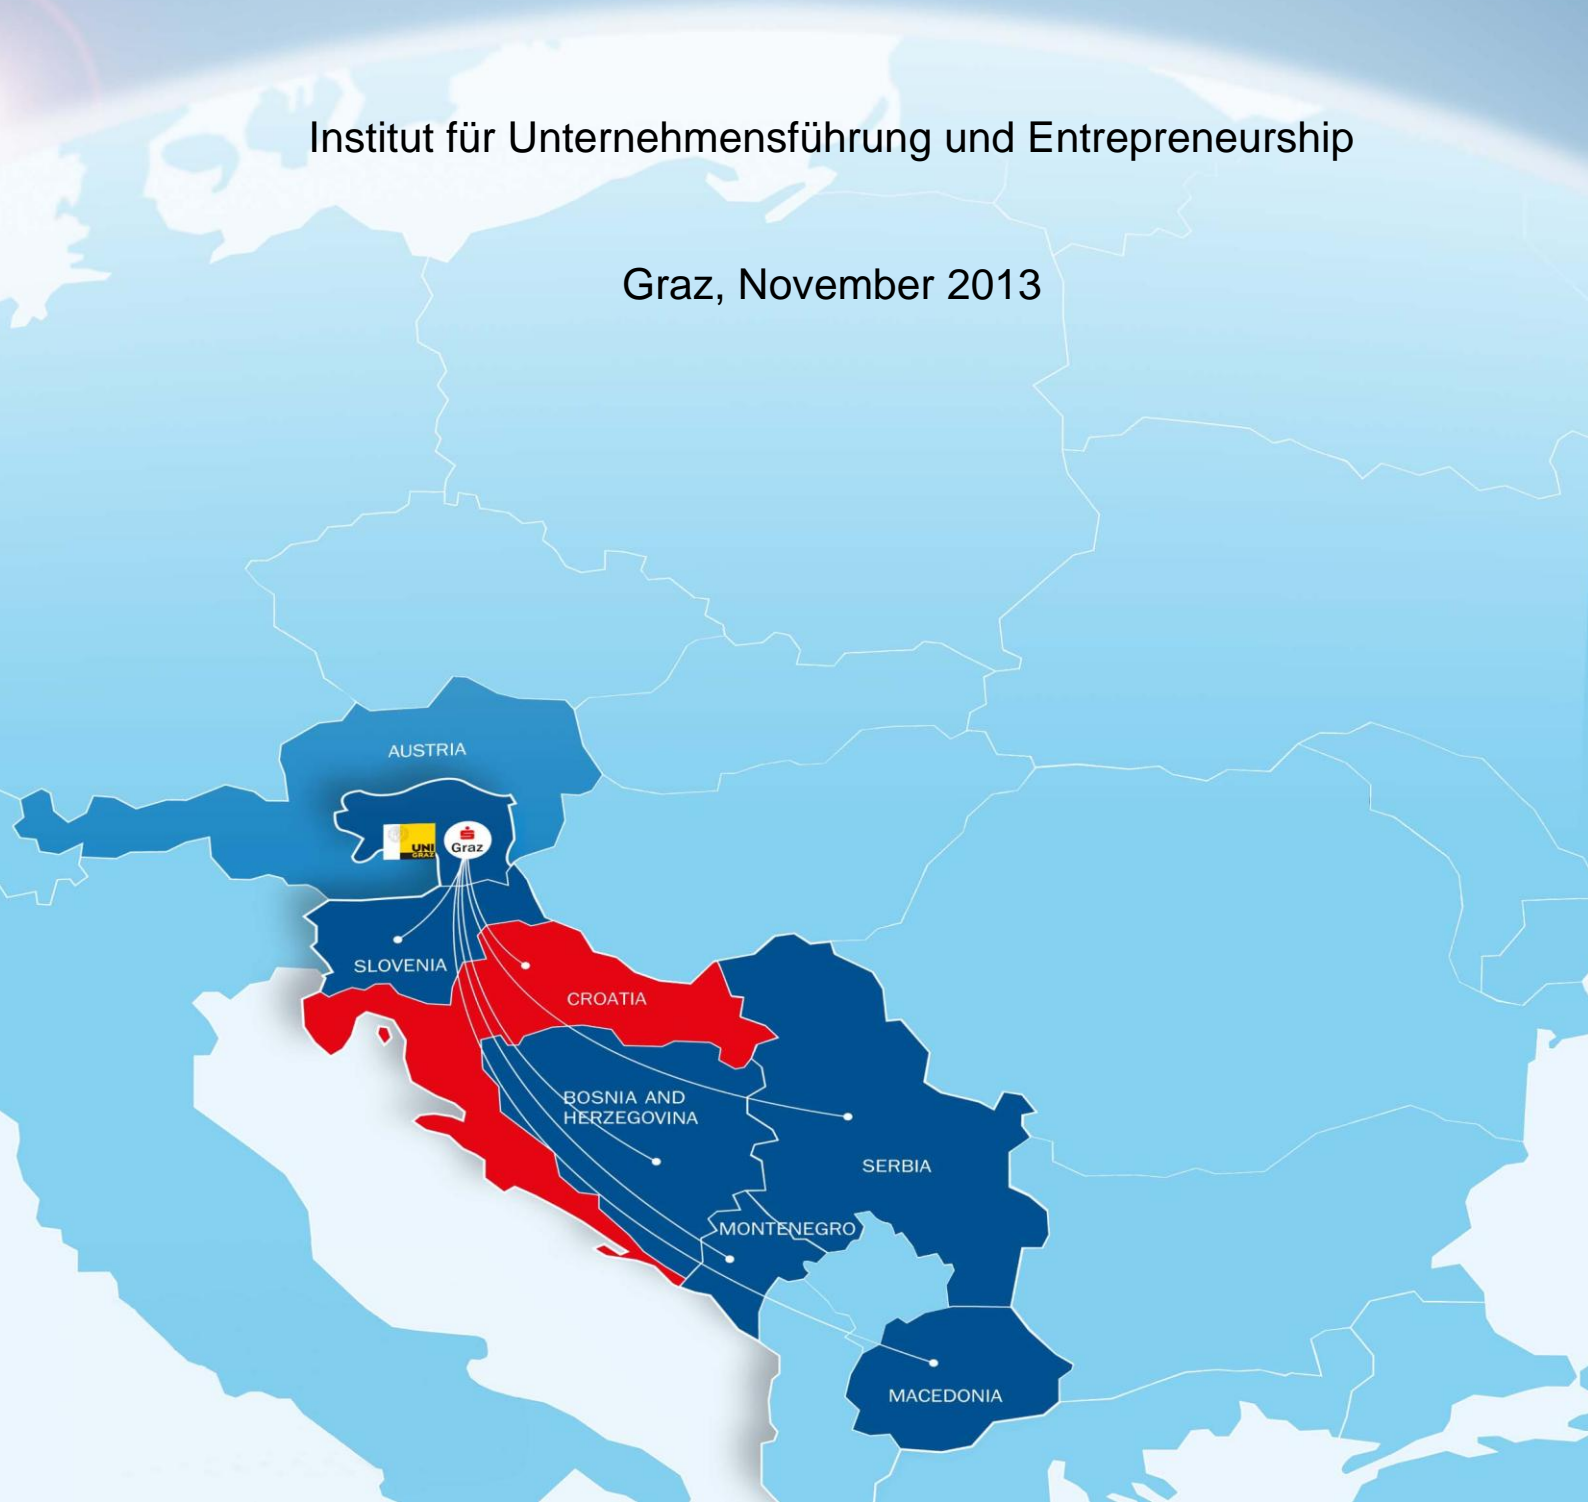 Institut für Unternehmensführung und Entrepreneurship
Graz, November 2013
AUSTRIA
UNI
GRAZ
Graz
SLOVENIA
CROATIA
BOSNIA AND
HERZEGOVINA
SERBIA
MONTENEGRO
MACEDONIA